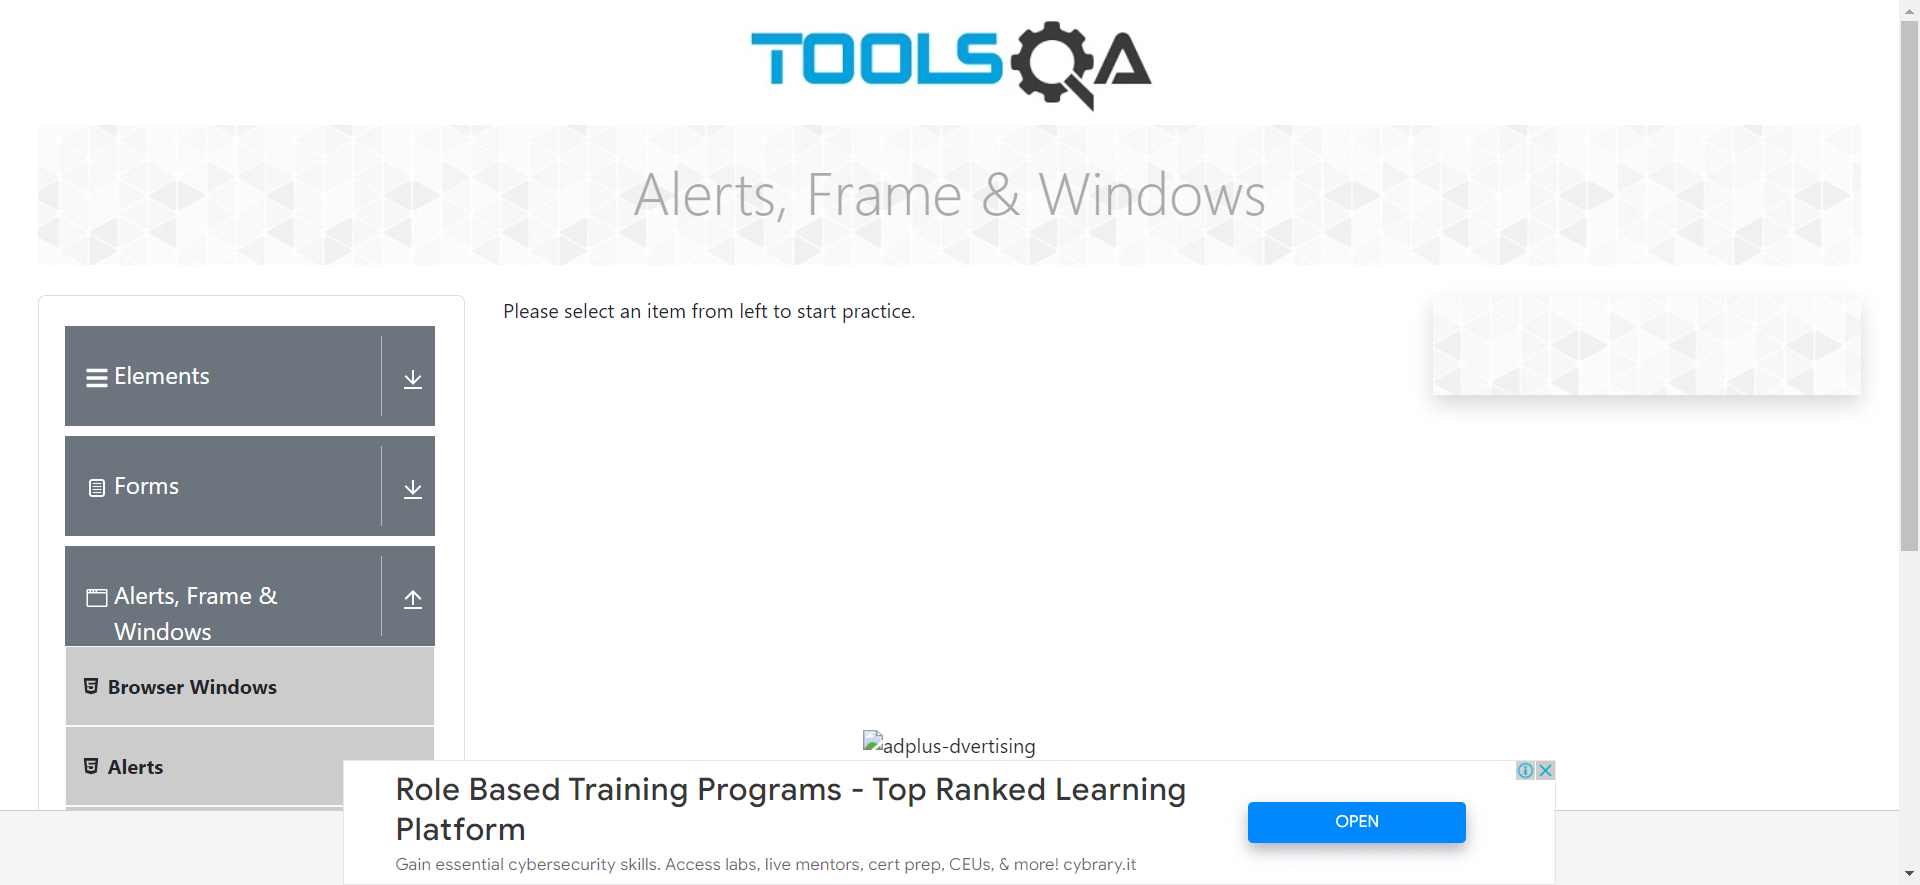 TOOLSQA
Alerts, Frame & Windows
Elements
Forms
Alerts, Frame &
Windows
Browser Windows
Alerts
Please select an item from left to start practice.
adplus-dvertising
Role Based Training Programs - Top Ranked Learning
Platform
Gain essential cybersecurity skills. Access labs, live mentors, cert prep, CEUs, & more! cybrary.it
OPEN